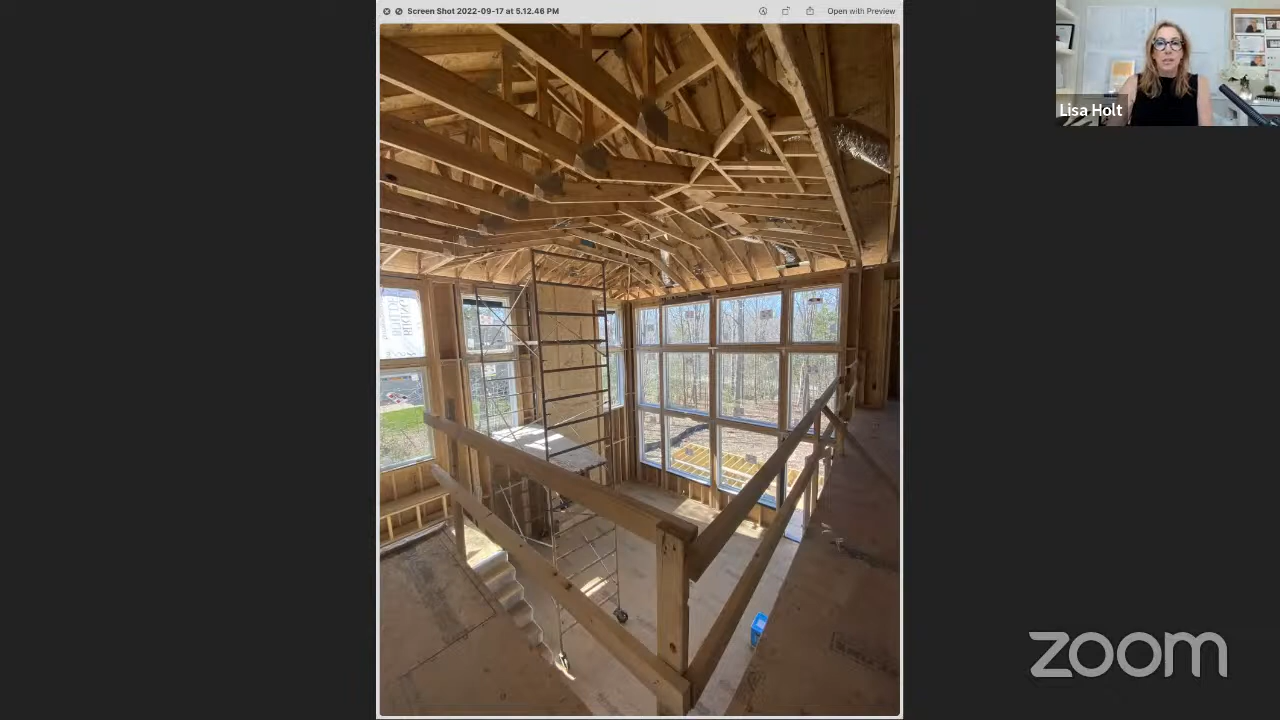 Screen Shot 2022-09-17 at 5.12.46 PM
Open with Preview
Lisa Holt
zoom